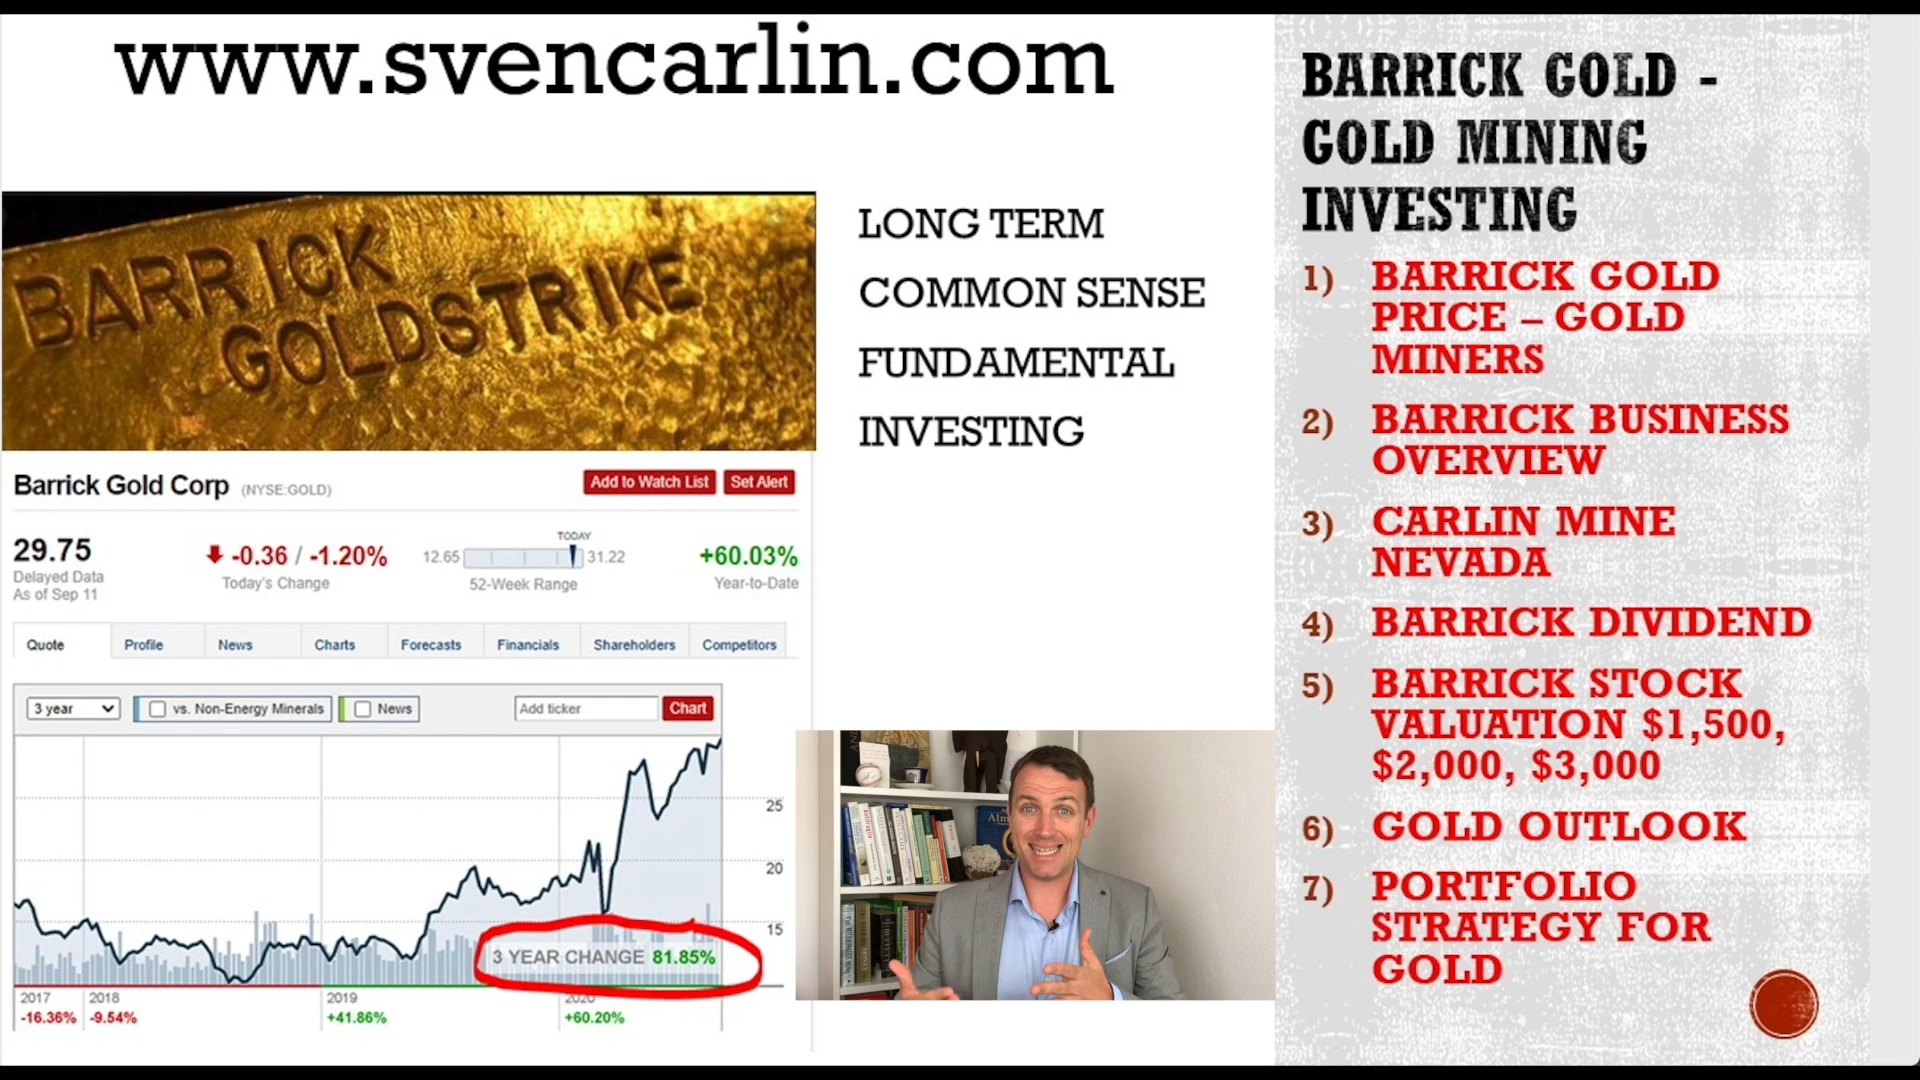 www.svencarlin.com
BARRICK
GOLDSTRIKE
Barrick Gold Corp (NYSE:GOLD)
Add to Watch List
Set Alert
29.75
Delayed Data
As of Sep 11
-0.36 / -1.20%
Today's Change
TODAY
12.65
31.22
52-Week Range
+60.03%
Year-to-Date
Quote
Profile
News
Charts
Forecasts
Financials
Shareholders
Competitors
3 year
vs. Non-Energy Minerals
News
Add ticker
Chart
25
20
15
3 YEAR CHANGE 81.85%
2017
2018
2019
2020
-16.36%
-9.54%
+41.86%
+60.20%
LONG TERM
COMMON SENSE
FUNDAMENTAL
INVESTING
BARRICK GOLD -
GOLD MINING
INVESTING
1) BARRICK GOLD
PRICE – GOLD
MINERS
2) BARRICK BUSINESS
OVERVIEW
3) CARLIN MINE
NEVADA
4) BARRICK DIVIDEND
5) BARRICK STOCK
VALUATION $1,500,
$2,000, $3,000
6) GOLD OUTLOOK
7) PORTFOLIO
STRATEGY FOR
GOLD